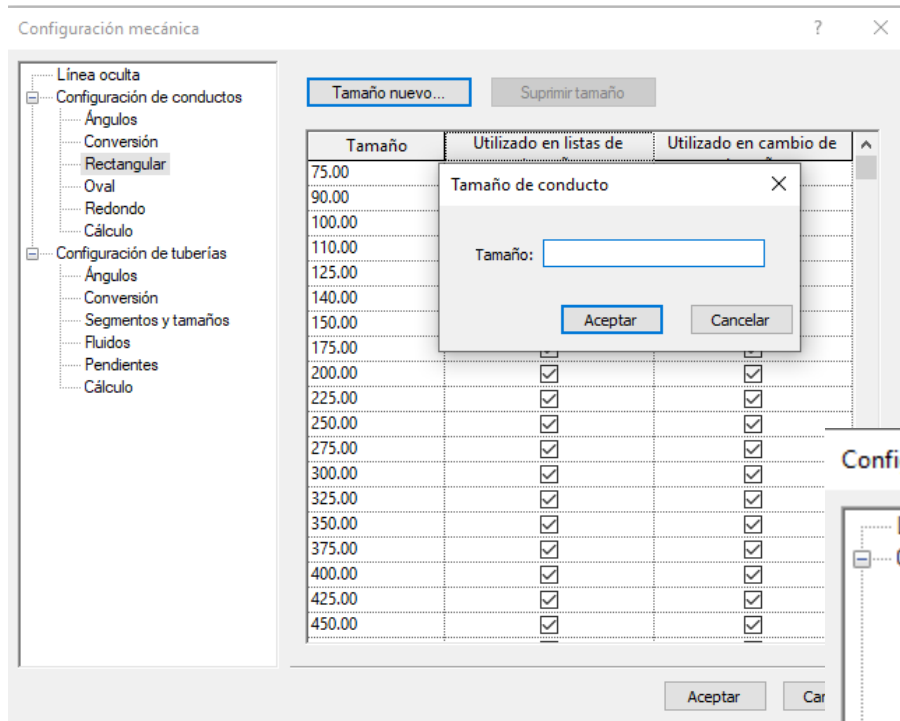 Configuración mecánica
?
Línea oculta
Configuración de conductos
Ángulos
Conversión
Rectangular
Oval
Redondo
Cálculo
Configuración de tuberías
Ángulos
Conversión
Segmentos y tamaños
Fluidos
Pendientes
Cálculo
Tamaño nuevo...
Suprimir tamaño
Tamaño
Utilizado en listas de
Utilizado en cambio de
75.00
90.00
100.00
110.00
125.00
140.00
150.00
175.00
200.00
225.00
250.00
275.00
300.00
325.00
350.00
375.00
400.00
425.00
450.00
Tamaño de conducto
Tamaño:
Aceptar
Cancelar
Confi
Aceptar
Can